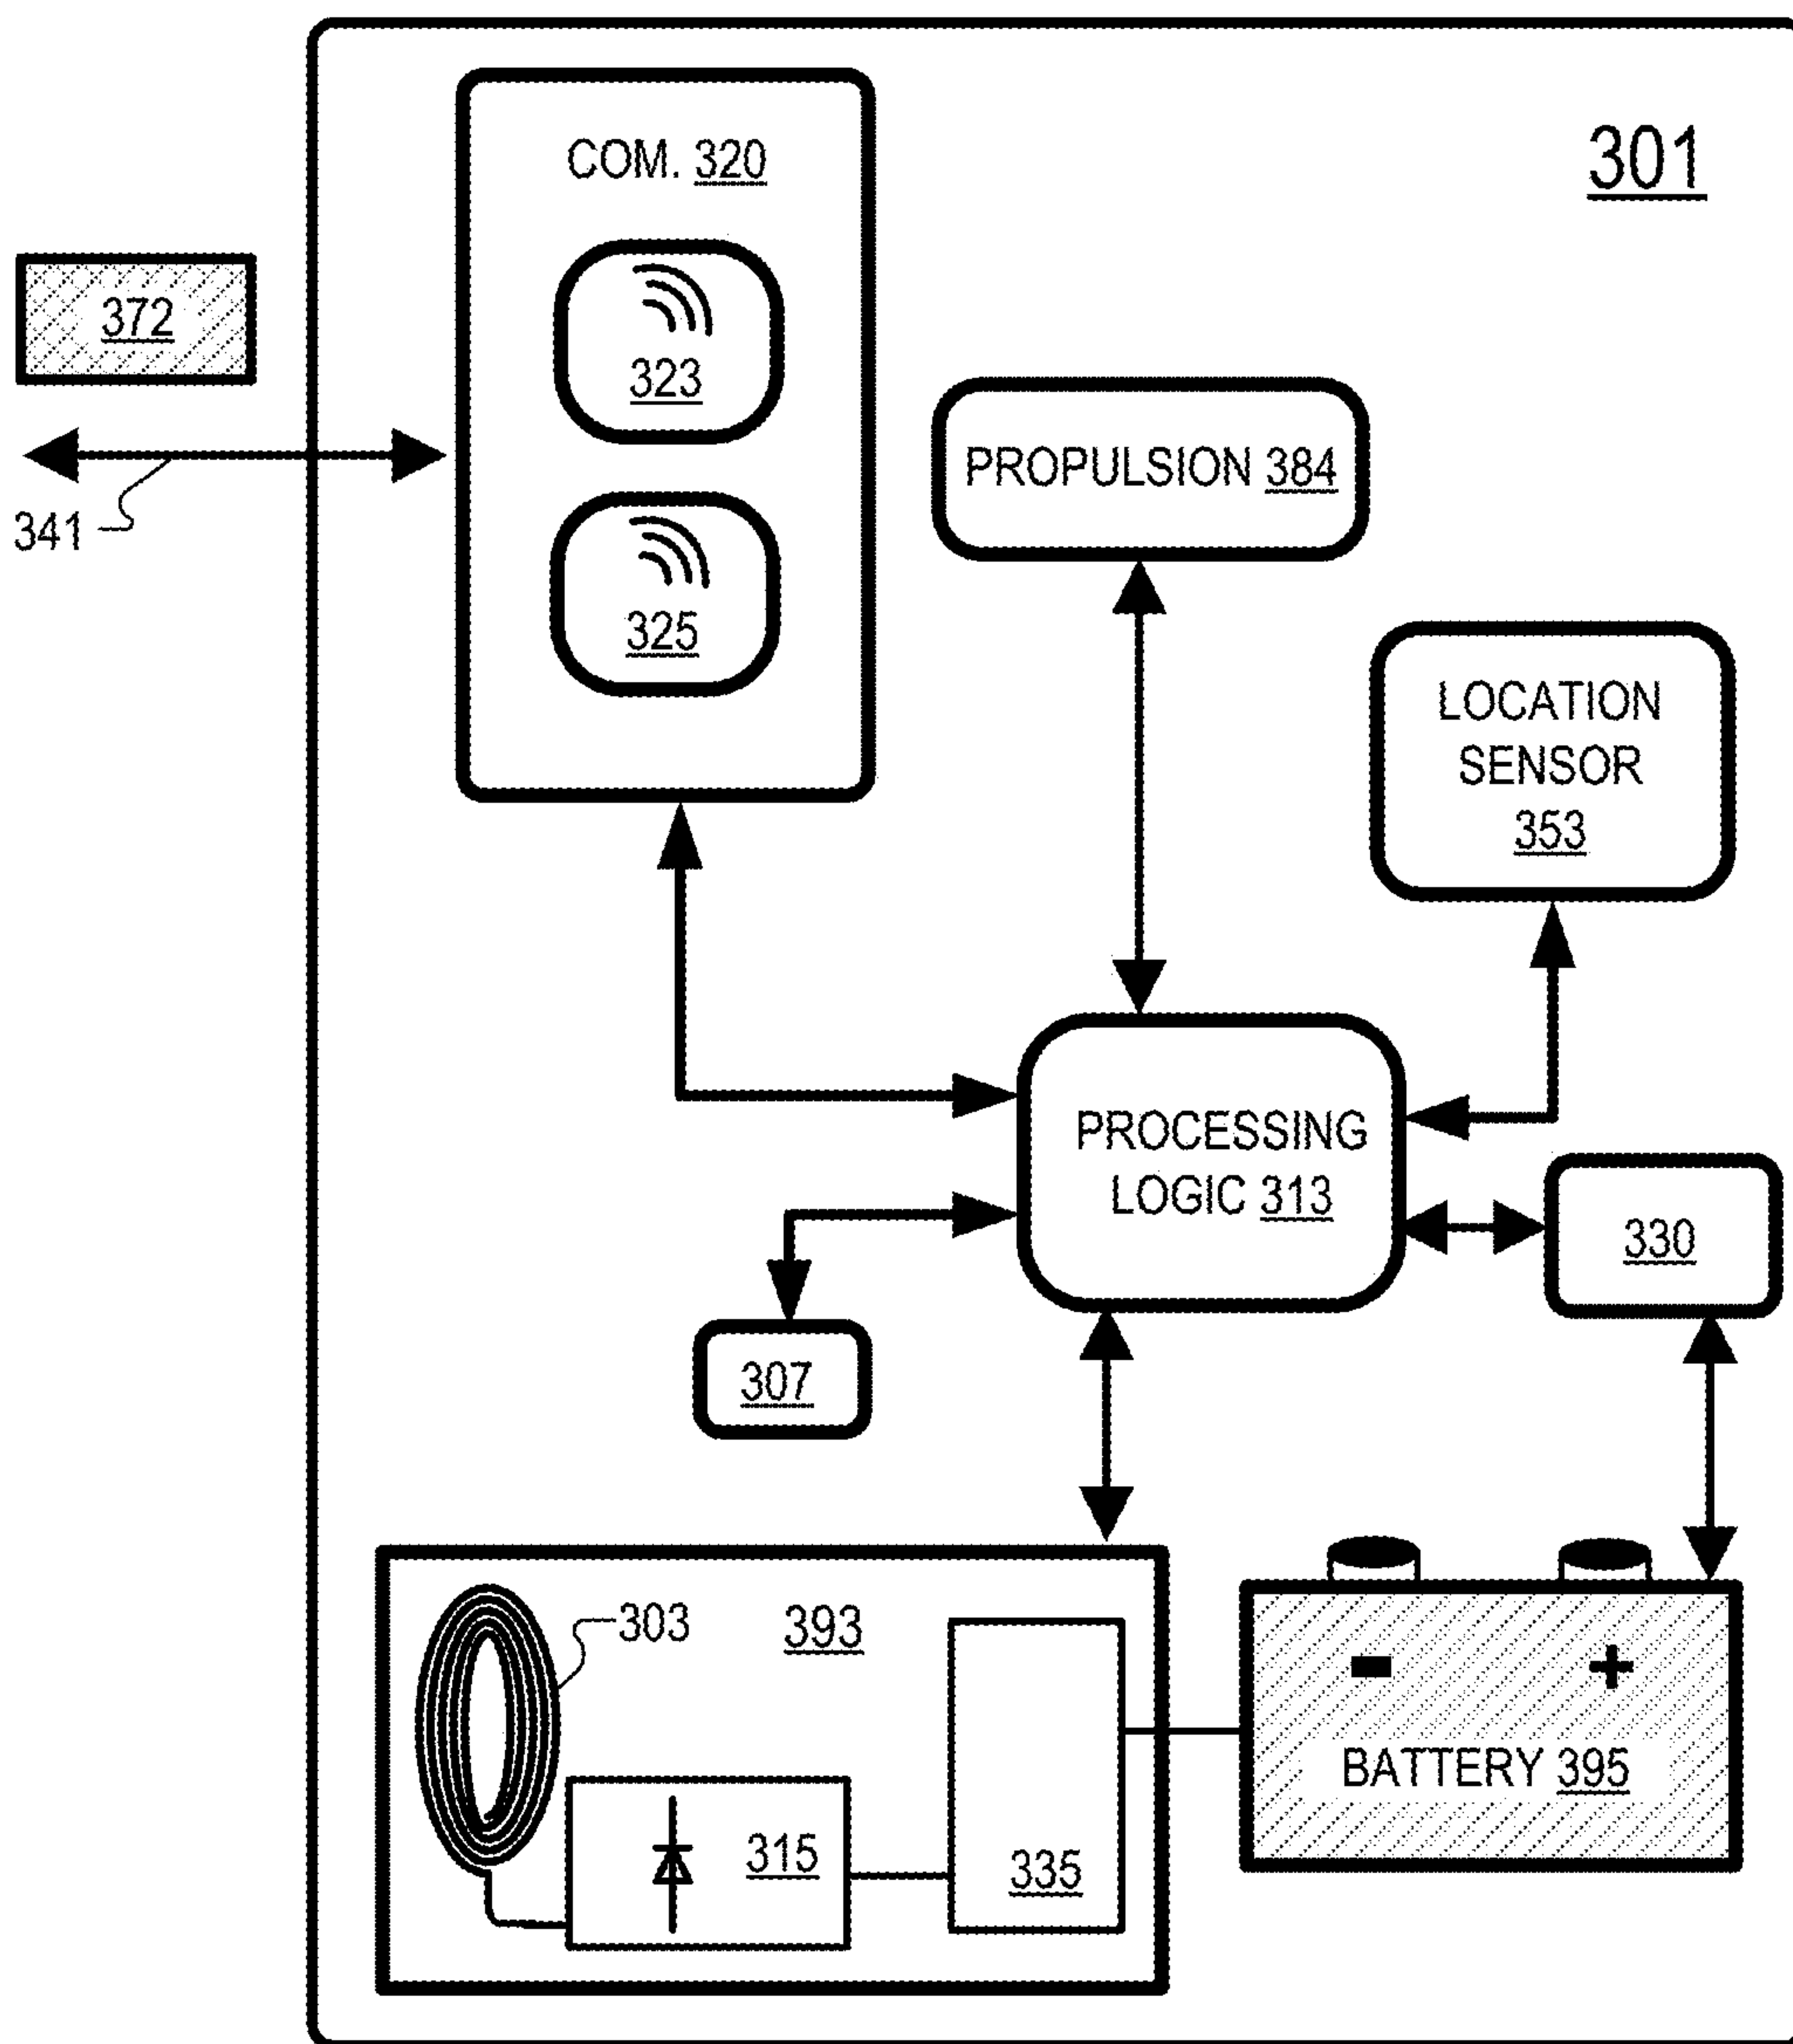 301
COM. 320
372
323
341
PROPULSION 384
325
LOCATION
SENSOR
353
PROCESSING
LOGIC 313
330
307
303
393
- +
BATTERY 395
315
335